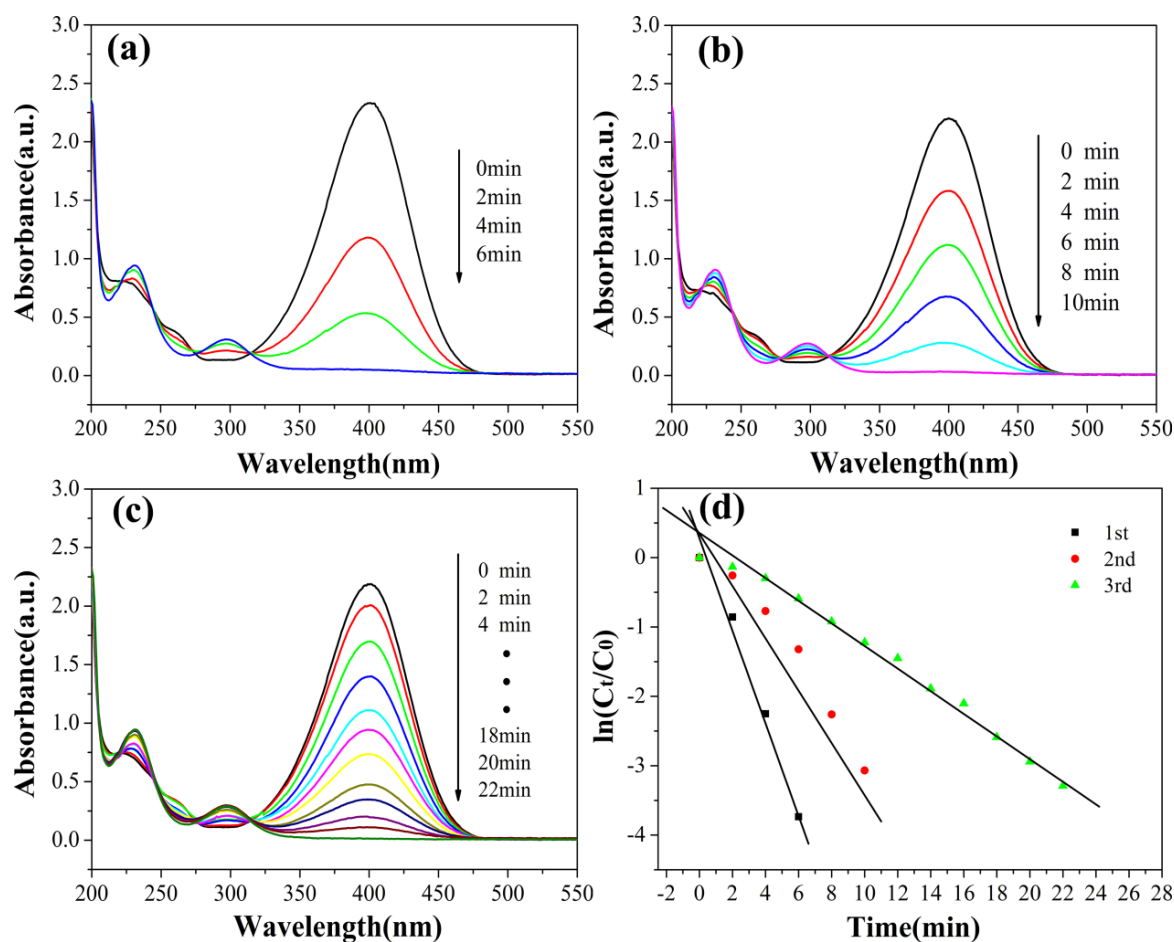 (a)
3.0
2.5
2.0
1.5
1.0
0.5
0.0
Absorbance(a.u.)
0min
2min
4min
6min
200 250 300 350 400 450 500 550
Wavelength(nm)
(b)
3.0
2.5
2.0
1.5
1.0
0.5
0.0
Absorbance(a.u.)
0 min
2 min
4 min
6 min
8 min
10min
200 250 300 350 400 450 500 550
Wavelength(nm)
(c)
3.0
2.5
2.0
1.5
1.0
0.5
0.0
Absorbance(a.u.)
0 min
2 min
4 min
•
•
•
18min
20min
22min
200 250 300 350 400 450 500 550
Wavelength(nm)
(d)
1
0
-1
-2
-3
-4
ln(Ct/C0)
1st
2nd
3rd
-2 0 2 4 6 8 10 12 14 16 18 20 22 24 26 28
Time(min)